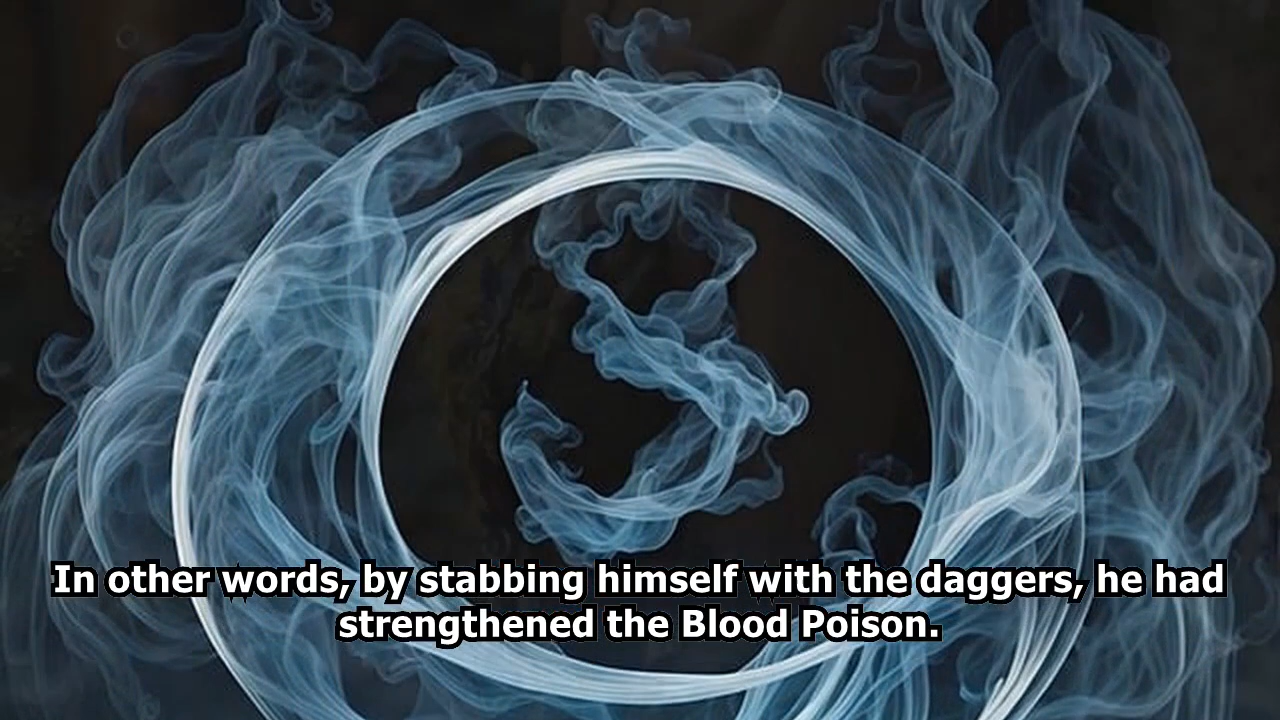 In other words, by stabbing himself with the daggers, he had
strengthened the Blood Poison.